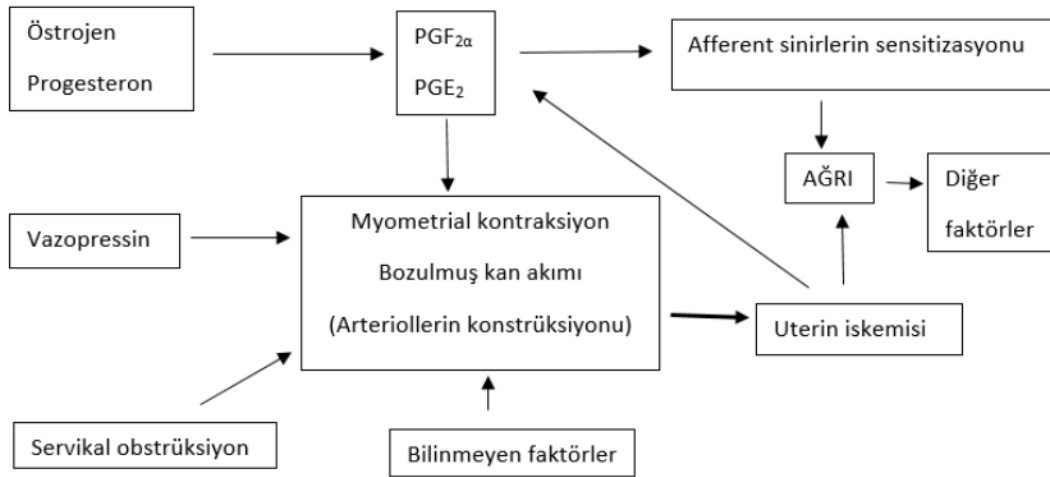 Östrojen
Progesteron
PGF₂α
PGE₂
Afferent sinirlerin sensitizasyonu
AĞRI
Diğer
faktörler
Vazopressin
Myometrial kontraksiyon
Bozulmuş kan akımı
(Arteriollerin konstrüksiyonu)
Uterin iskemisi
Servikal obstrüksiyon
Bilinmeyen faktörler